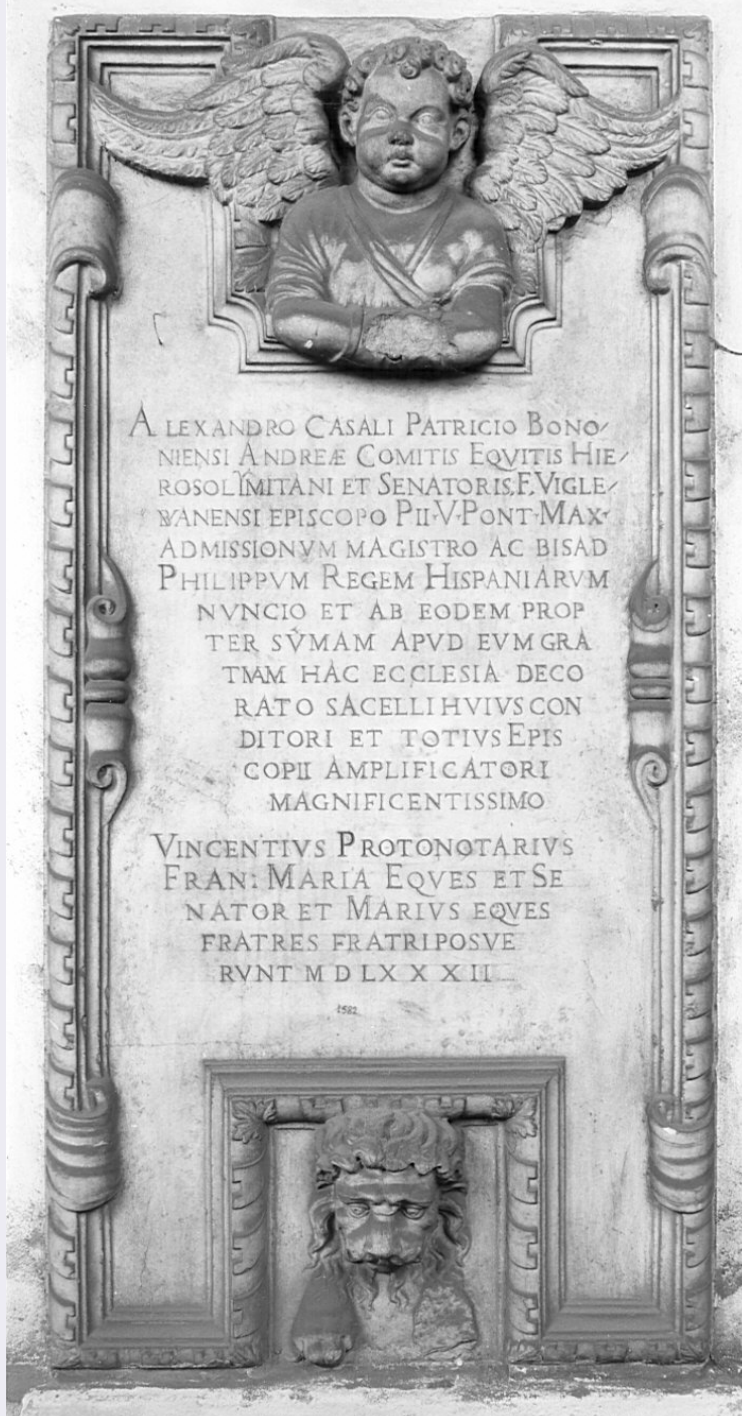 ALEXANDRO CASALI PATRICIO BONO-
NIENSI ANDREÆ COMITIS EQVITIS HIE-
ROSOLYMITANI ET SENATORIS, F. VIGLE-
VANENSI EPISCOPO PII·V·PONT·MAX·
ADMISSIONVM MAGISTRO AC BIS AD
PHILIPPVM REGEM HISPANIARVM
NVNCIO ET AB EODEM PROP
TER SV̄MAM APVD EVM GRA
TIAM HAC ECCLESIA DECO
RATO SACELLI HVIVS CON
DITORI ET TOTIVS EPIS
COPII AMPLIFICATORI
MAGNIFICENTISSIMO
VINCENTIVS PROTONOTARIVS
FRAN: MARIA EQVES ET SE
NATOR ET MARIVS EQVES
FRATRES FRATRI POSVE
RVNT MDLXXXII
1582